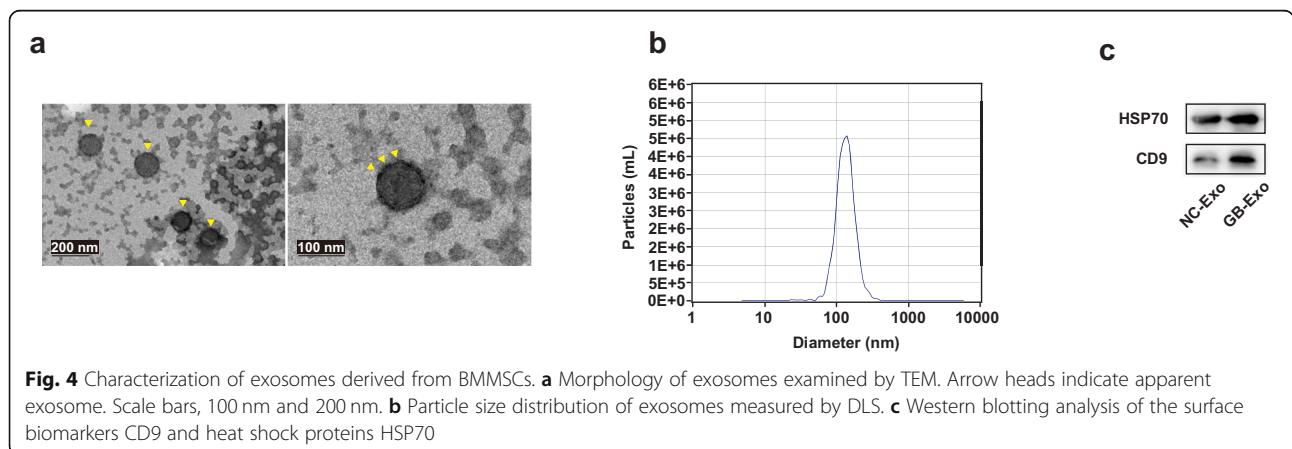 a
200 nm
100 nm
b
6E+6
6E+6
5E+6
5E+6
4E+6
4E+6
3E+6
3E+6
2E+6
2E+6
1E+6
1E+6
5E+5
0E+0
Particles (mL)
1
10
100
1000
10000
Diameter (nm)
c
HSP70
CD9
NC-Exo
GB-Exo
Fig. 4 Characterization of exosomes derived from BMMSCs. a Morphology of exosomes examined by TEM. Arrow heads indicate apparent
exosome. Scale bars, 100 nm and 200 nm. b Particle size distribution of exosomes measured by DLS. c Western blotting analysis of the surface
biomarkers CD9 and heat shock proteins HSP70